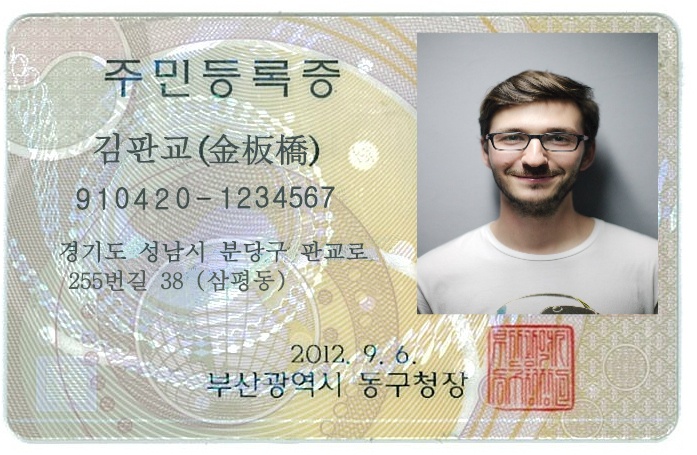 주민등록증
김판교(金板橋)
910420-1234567
경기도 성남시 분당구 판교로
255번길 38 (삼평동)
2012. 9. 6.
부산광역시 동구청장